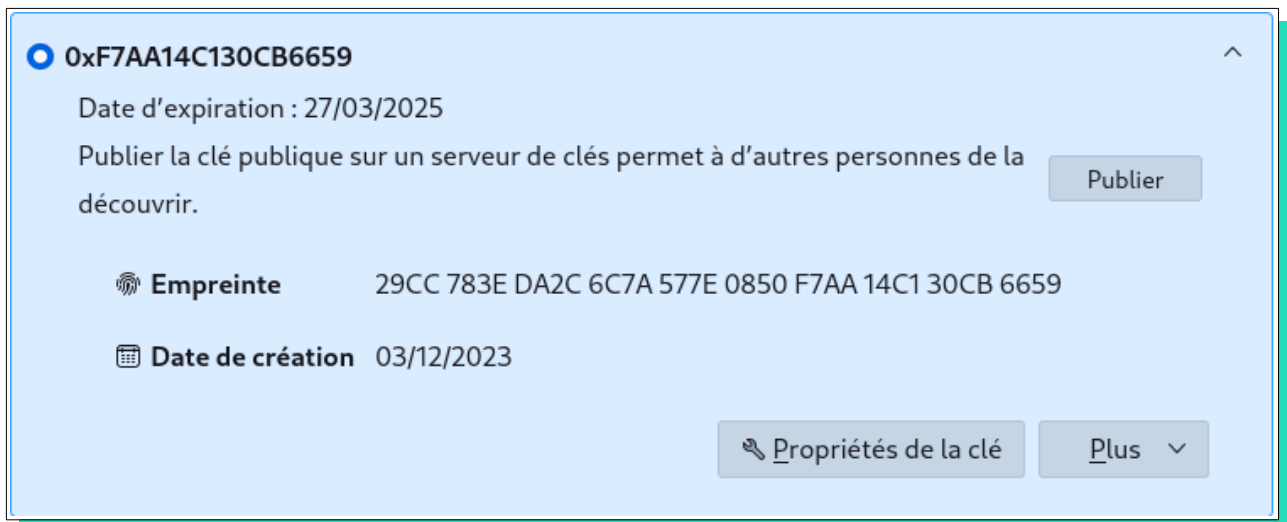 0xF7AA14C130CB6659
Date d’expiration : 27/03/2025
Publier la clé publique sur un serveur de clés permet à d’autres personnes de la
découvrir.
Publier
Empreinte 29CC 783E DA2C 6C7A 577E 0850 F7AA 14C1 30CB 6659
Date de création 03/12/2023
Propriétés de la clé Plus